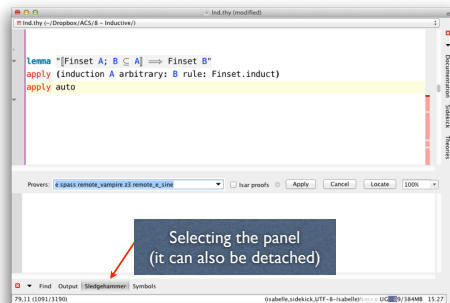 Ind.thy (modified)
Ind.thy (~/Dropbox/ACS/8 – Inductive/)
lemma "⟦Finset A; B ⊆ A⟧ ⟹ Finset B"
apply (induction A arbitrary: B rule: Finset.induct)
apply auto
Documentation Sidekick Theories
Provers: e spass remote_vampire z3 remote_e_sine Isar proofs Apply Cancel Locate 100%
Selecting the panel
(it can also be detached)
Find Output Sledgehammer Symbols
79,11 (1091/3190) (isabelle,sidekick,UTF-8-Isabelle) 384MB 15:27